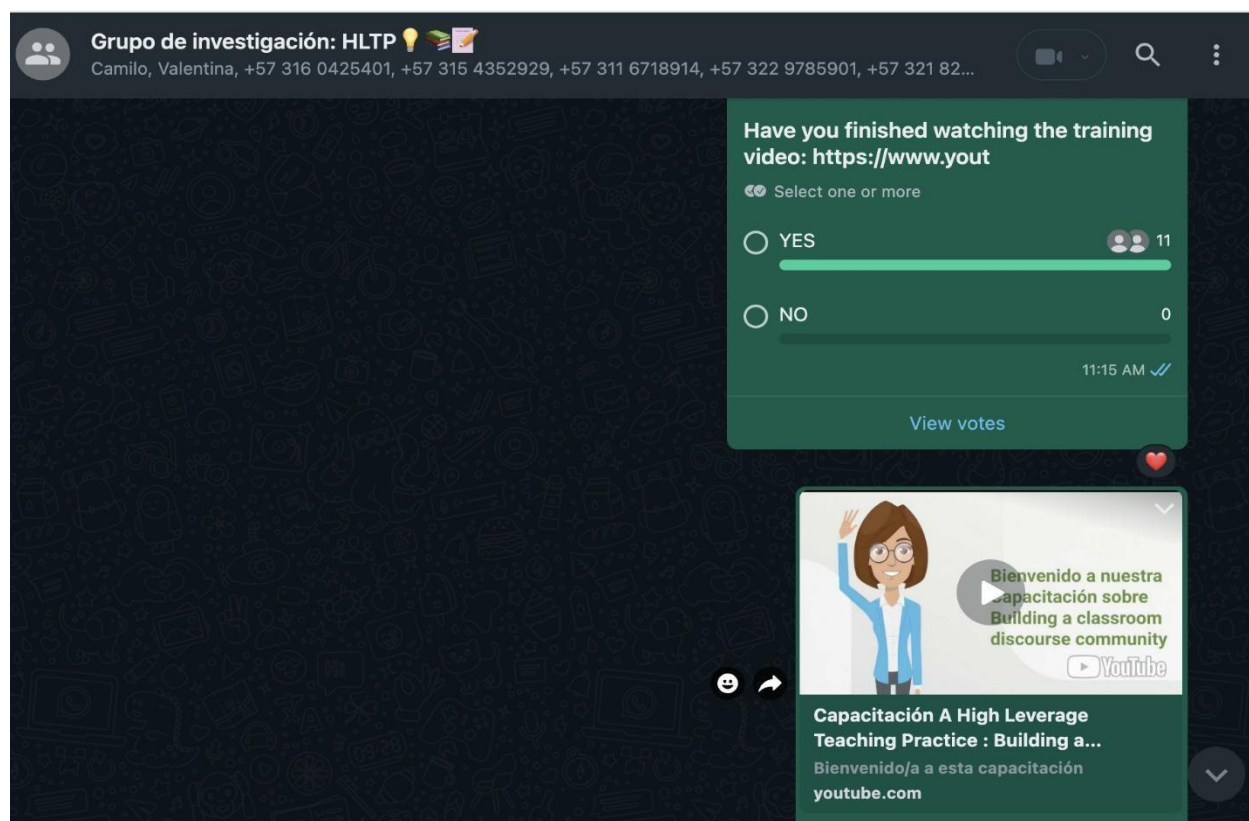 Grupo de investigación: HLTP💡📚📝
Camilo, Valentina, +57 316 0425401, +57 315 4352929, +57 311 6718914, +57 322 9785901, +57 321 82...
Have you finished watching the training
video: https://www.yout
Select one or more
YES 11
NO 0
11:15 AM
View votes
Bienvenido a nuestra
Capacitación sobre
Building a classroom
discourse community
YouTube
Capacitación A High Leverage
Teaching Practice : Building a...
Bienvenido/a a esta capacitación
youtube.com